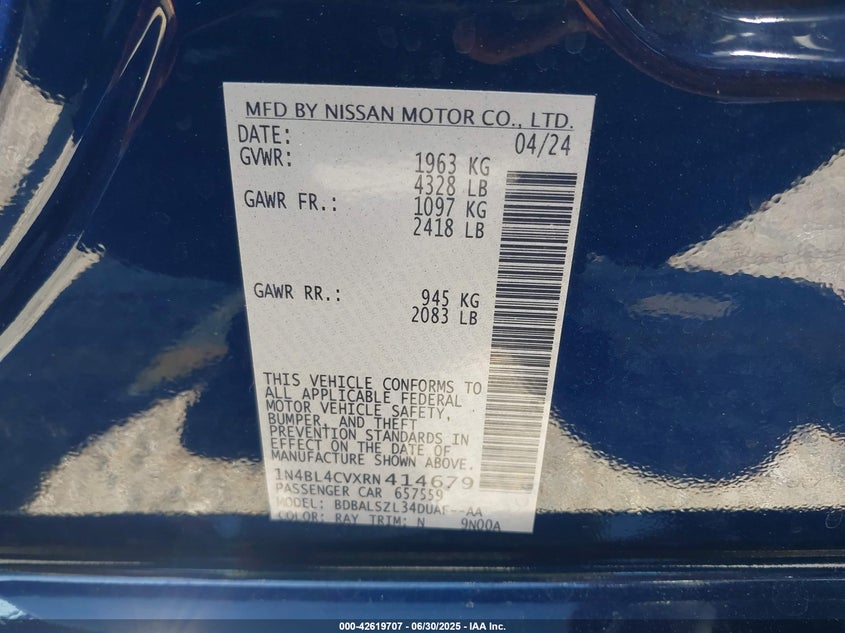 MFD BY NISSAN MOTOR CO., LTD.
DATE: 04/24
GVWR: 1963 KG
4328 LB
GAWR FR.: 1097 KG
2418 LB
GAWR RR.: 945 KG
2083 LB
THIS VEHICLE CONFORMS TO
ALL APPLICABLE FEDERAL
MOTOR VEHICLE SAFETY,
BUMPER, AND THEFT
PREVENTION STANDARDS IN
EFFECT ON THE DATE OF
MANUFACTURE SHOWN ABOVE.
1N4BL4CVXRN414679
PASSENGER CAR 657559
MODEL: BDBALSZL34DUAF--AA
COLOR: RAY TRIM: N 9N00A
000-42619707 - 06/30/2025 - IAA Inc.